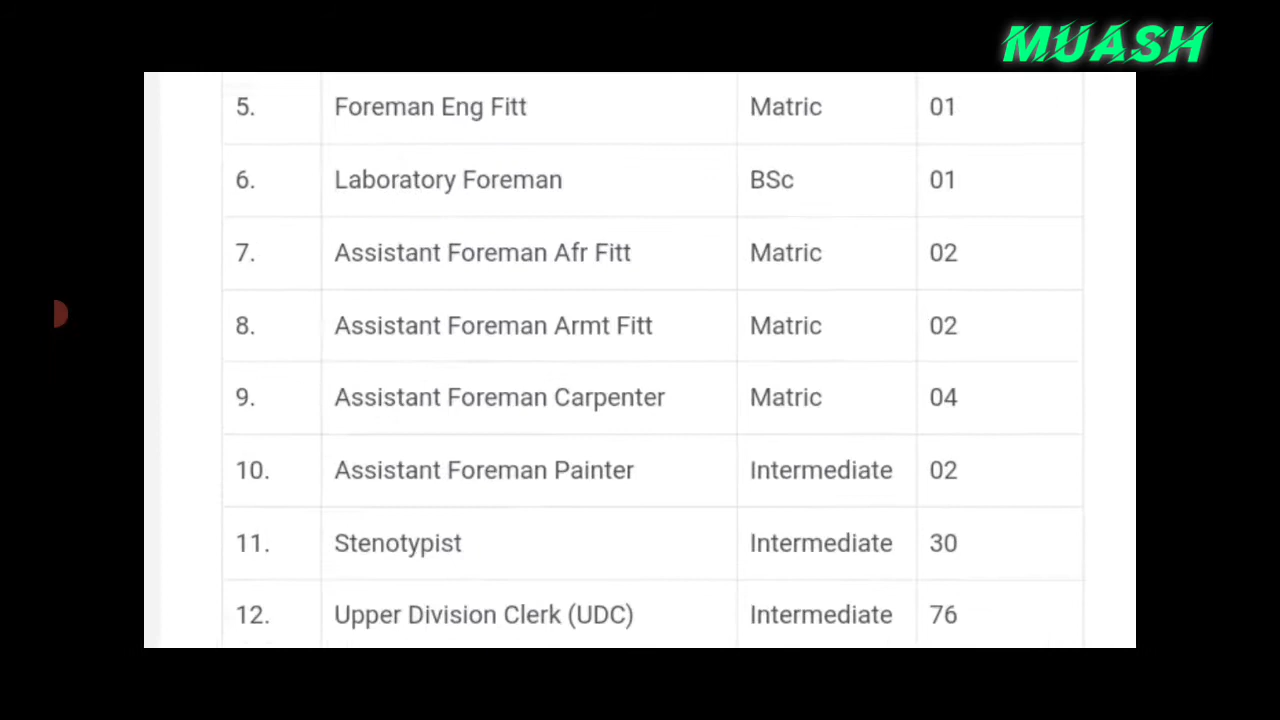 MUASH
5. Foreman Eng Fitt Matric 01
6. Laboratory Foreman BSc 01
7. Assistant Foreman Afr Fitt Matric 02
8. Assistant Foreman Armt Fitt Matric 02
9. Assistant Foreman Carpenter Matric 04
10. Assistant Foreman Painter Intermediate 02
11. Stenotypist Intermediate 30
12. Upper Division Clerk (UDC) Intermediate 76